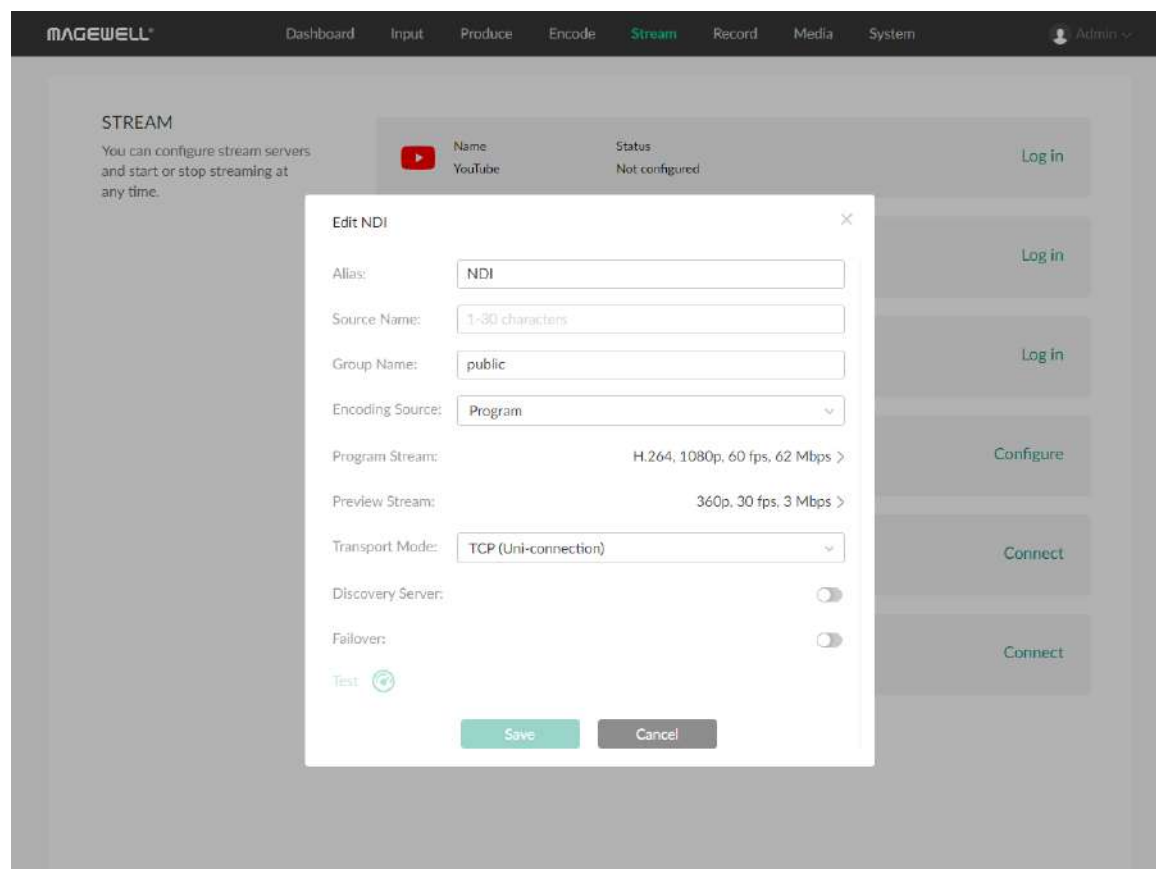 MAGEWELL®
Dashboard Input Produce Encode Stream Record Media System Admin
STREAM
You can configure stream servers
and start or stop streaming at
any time.
Name Status
YouTube Not configured Log in
Edit NDI
Alias: NDI
Log in
Source Name: 1-30 characters
Group Name: public
Log in
Encoding Source: Program
Program Stream: H.264, 1080p, 60 fps, 62 Mbps >
Configure
Preview Stream: 360p, 30 fps, 3 Mbps >
Transport Mode: TCP (Uni-connection)
Connect
Discovery Server:
Failover:
Connect
Test
Save Cancel